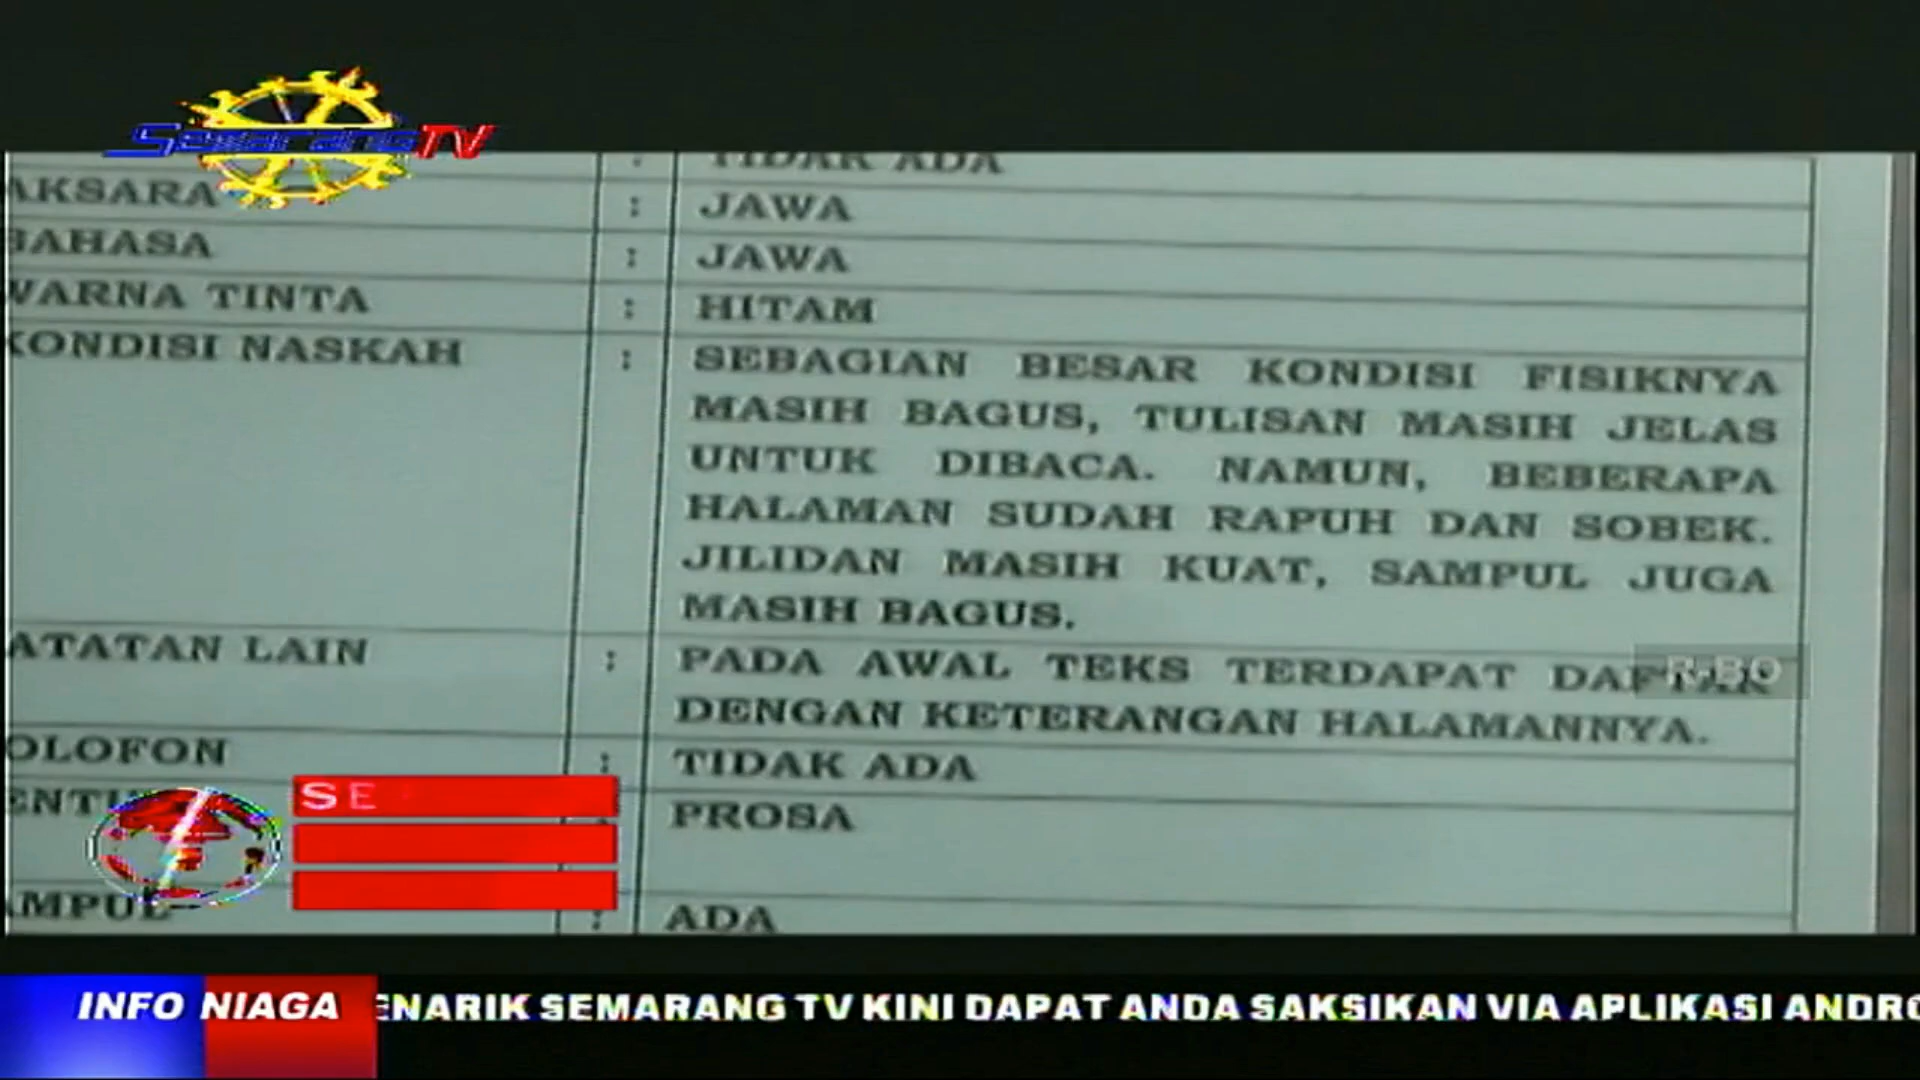 SemarangTV
: TIDAK ADA
AKSARA : JAWA
BAHASA : JAWA
WARNA TINTA : HITAM
KONDISI NASKAH : SEBAGIAN BESAR KONDISI FISIKNYA
MASIH BAGUS, TULISAN MASIH JELAS
UNTUK DIBACA. NAMUN, BEBERAPA
HALAMAN SUDAH RAPUH DAN SOBEK.
JILIDAN MASIH KUAT, SAMPUL JUGA
MASIH BAGUS.
ATATAN LAIN : PADA AWAL TEKS TERDAPAT DAFTAR
DENGAN KETERANGAN HALAMANNYA.
R-BO
OLOFON : TIDAK ADA
PROSA
AMPUL : ADA
SE
INFO NIAGA
ENARIK SEMARANG TV KINI DAPAT ANDA SAKSIKAN VIA APLIKASI ANDRO